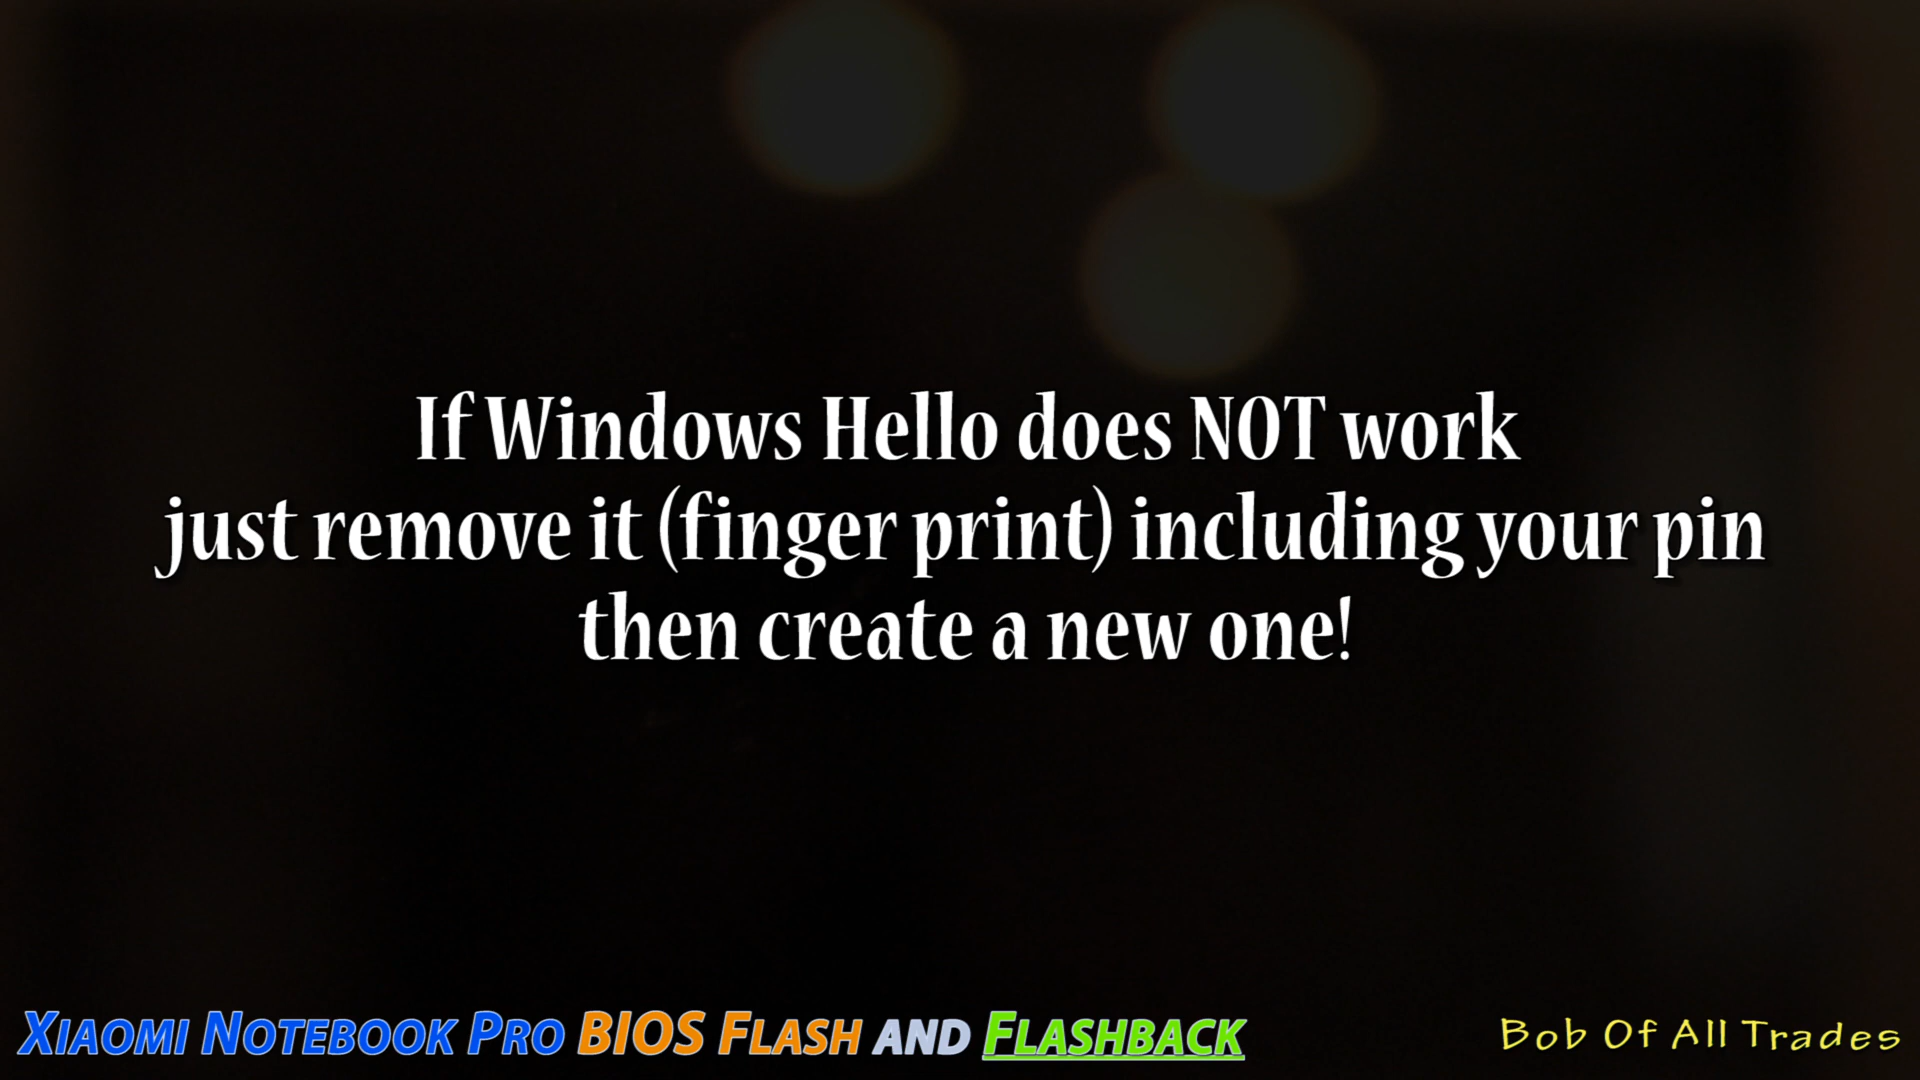 If Windows Hello does NOT work
just remove it (finger print) including your pin
then create a new one!
XIAOMI NOTEBOOK PRO BIOS FLASH AND FLASHBACK
Bob Of All Trades